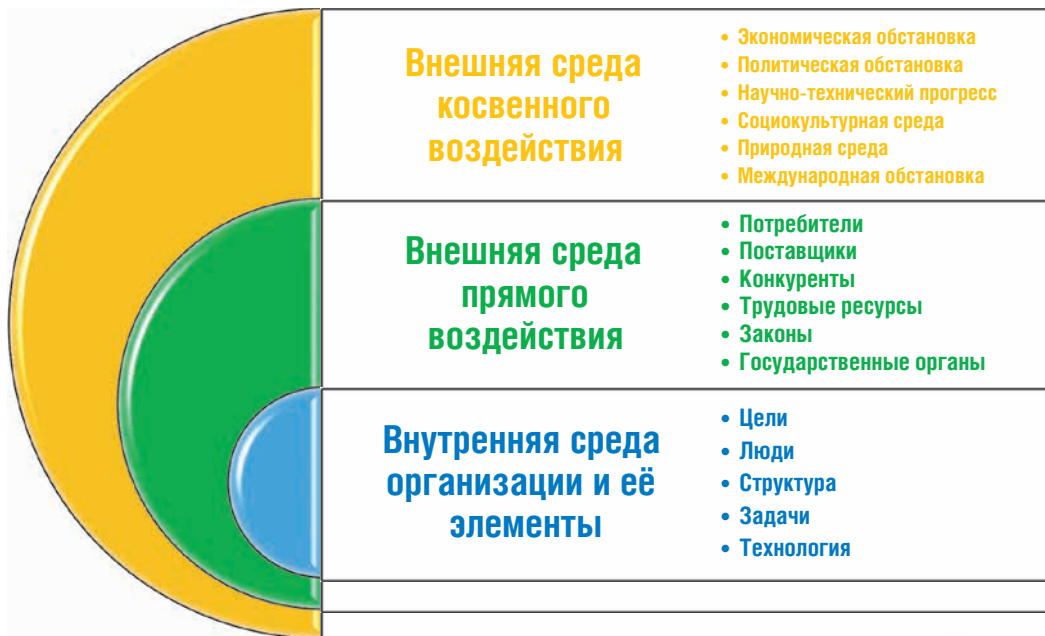 Внешняя среда
косвенного
воздействия
• Экономическая обстановка
• Политическая обстановка
• Научно-технический прогресс
• Социокультурная среда
• Природная среда
• Международная обстановка
Внешняя среда
прямого
воздействия
• Потребители
• Поставщики
• Конкуренты
• Трудовые ресурсы
• Законы
• Государственные органы
Внутренняя среда
организации и её
элементы
• Цели
• Люди
• Структура
• Задачи
• Технология